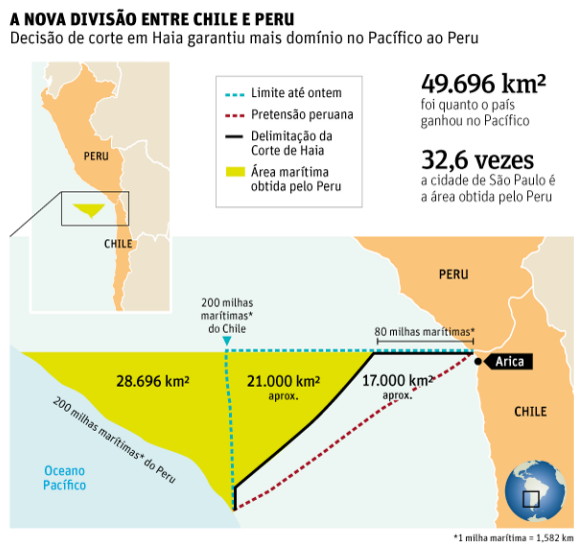 A NOVA DIVISÃO ENTRE CHILE E PERU
Decisão de corte em Haia garantiu mais domínio no Pacífico ao Peru
PERU
CHILE
Limite até ontem
Pretensão peruana
Delimitação da
Corte de Haia
Área marítima
obtida pelo Peru
49.696 km²
foi quanto o país
ganhou no Pacífico
32,6 vezes
a cidade de São Paulo é
a área obtida pelo Peru
PERU
200 milhas
marítimas*
do Chile
80 milhas marítimas*
Arica
28.696 km²
21.000 km²
aprox.
17.000 km²
aprox.
CHILE
200 milhas marítimas* do Peru
Oceano
Pacífico
*1 milha marítima = 1,582 km